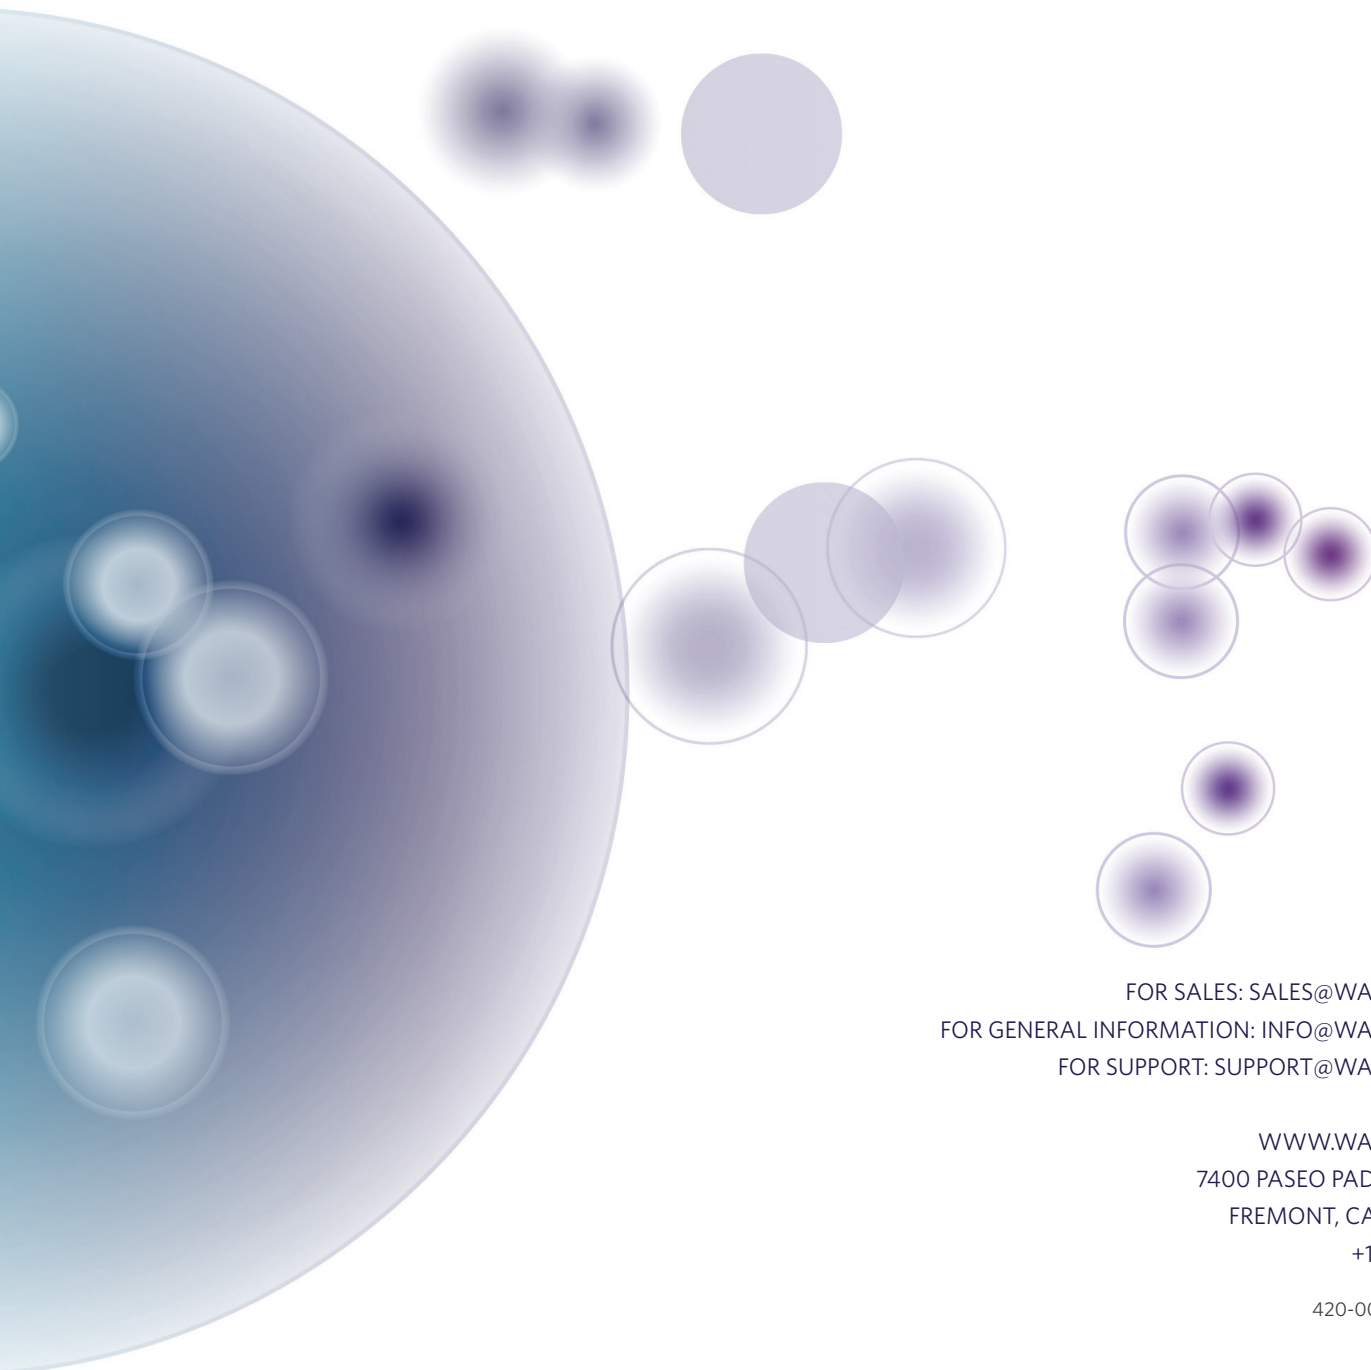 FOR SALES: SALES@WA
FOR GENERAL INFORMATION: INFO@WA
FOR SUPPORT: SUPPORT@WA
WWW.WA
7400 PASEO PAD
FREMONT, CA
+1
420-00